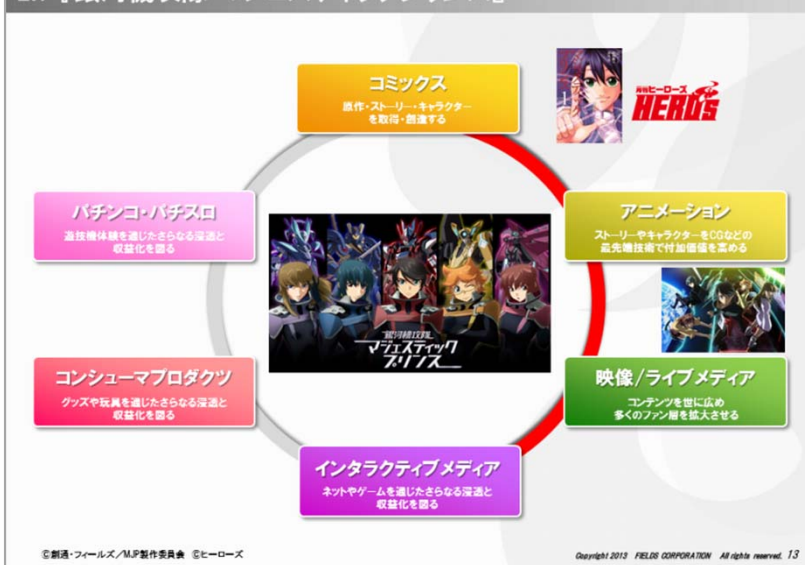 コミックス
原作・ストーリー・キャラクター
を取得・創造する
月刊ヒーローズ
HERO'S
パチンコ・パチスロ
遊技機体験を通じたさらなる浸透と
収益化を図る
アニメーション
ストーリーやキャラクターをCGなどの
最先端技術で付加価値を高める
銀河機攻隊
マジェスティック
プリンス
コンシューマプロダクツ
グッズや玩具を通じたさらなる浸透と
収益化を図る
映像/ライブメディア
コンテンツを世に広め
多くのファン層を拡大させる
インタラクティブメディア
ネットやゲームを通じたさらなる浸透と
収益化を図る
©創通・フィールズ/MJP製作委員会 ©ヒーローズ
Copyright 2013 FIELDS CORPORATION All rights reserved. 13